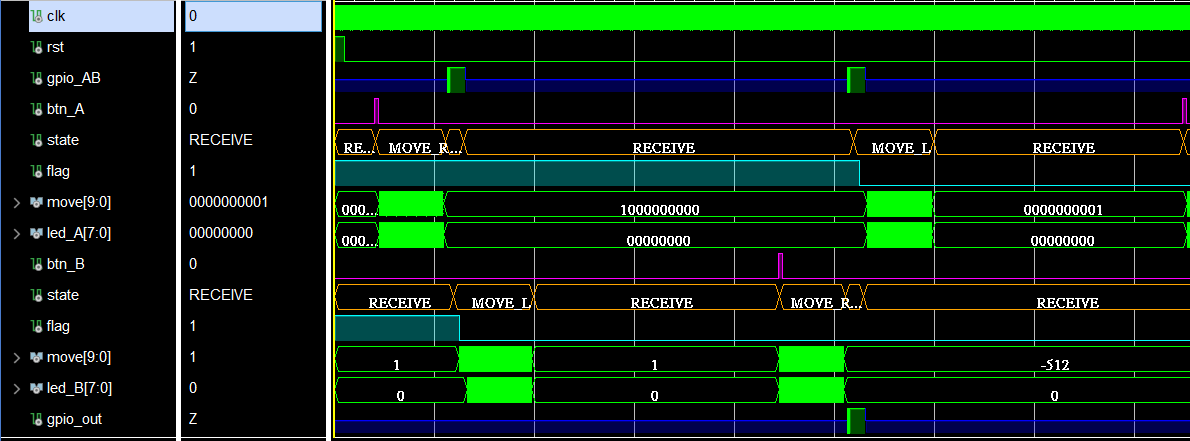 clk 0
rst 1
gpio_AB Z
btn_A 0
state RECEIVE RE... MOVE_R... RECEIVE MOVE_L RECEIVE
flag 1
move[9:0] 0000000001 000... 1000000000 0000000001
led_A[7:0] 00000000 000... 00000000 00000000
btn_B 0
state RECEIVE RECEIVE MOVE_L RECEIVE MOVE_R... RECEIVE
flag 1
move[9:0] 1 1 1 -512
led_B[7:0] 0 0 0 0
gpio_out Z